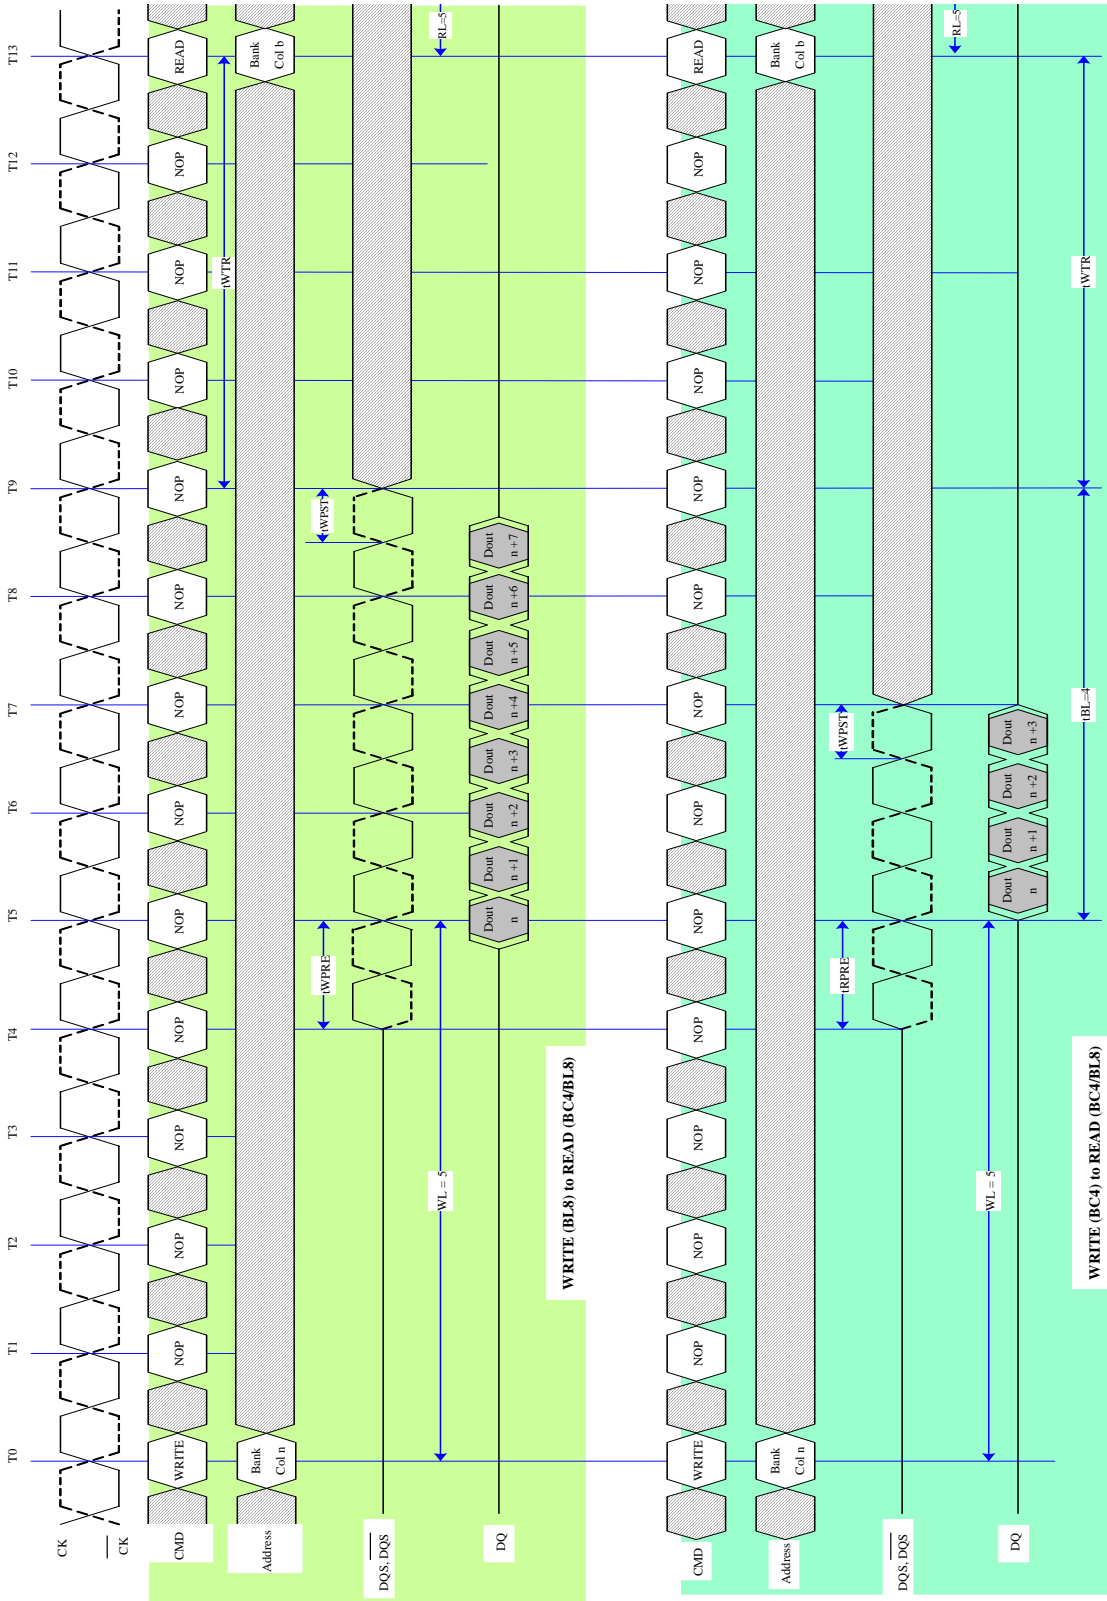 T0 T1 T2 T3 T4 T5 T6 T7 T8 T9 T10 T11 T12 T13
CK
CK
CMD WRITE NOP NOP NOP NOP NOP NOP NOP NOP NOP NOP NOP NOP READ
tWTR
Address
Bank
Col n
Bank
Col b
tWPRE
tWPST
DQS, DQS
WL = 5
RL=5
DQ
Dout
n
Dout
n +1
Dout
n +2
Dout
n +3
Dout
n +4
Dout
n +5
Dout
n +6
Dout
n +7
WRITE (BL8) to READ (BC4/BL8)
CMD WRITE NOP NOP NOP NOP NOP NOP NOP NOP NOP NOP NOP NOP READ
Address
Bank
Col n
Bank
Col b
tRPRE
tWPST
DQS, DQS
WL = 5
RL=5
DQ
Dout
n
Dout
n +1
Dout
n +2
Dout
n +3
tBL=4
tWTR
WRITE (BC4) to READ (BC4/BL8)